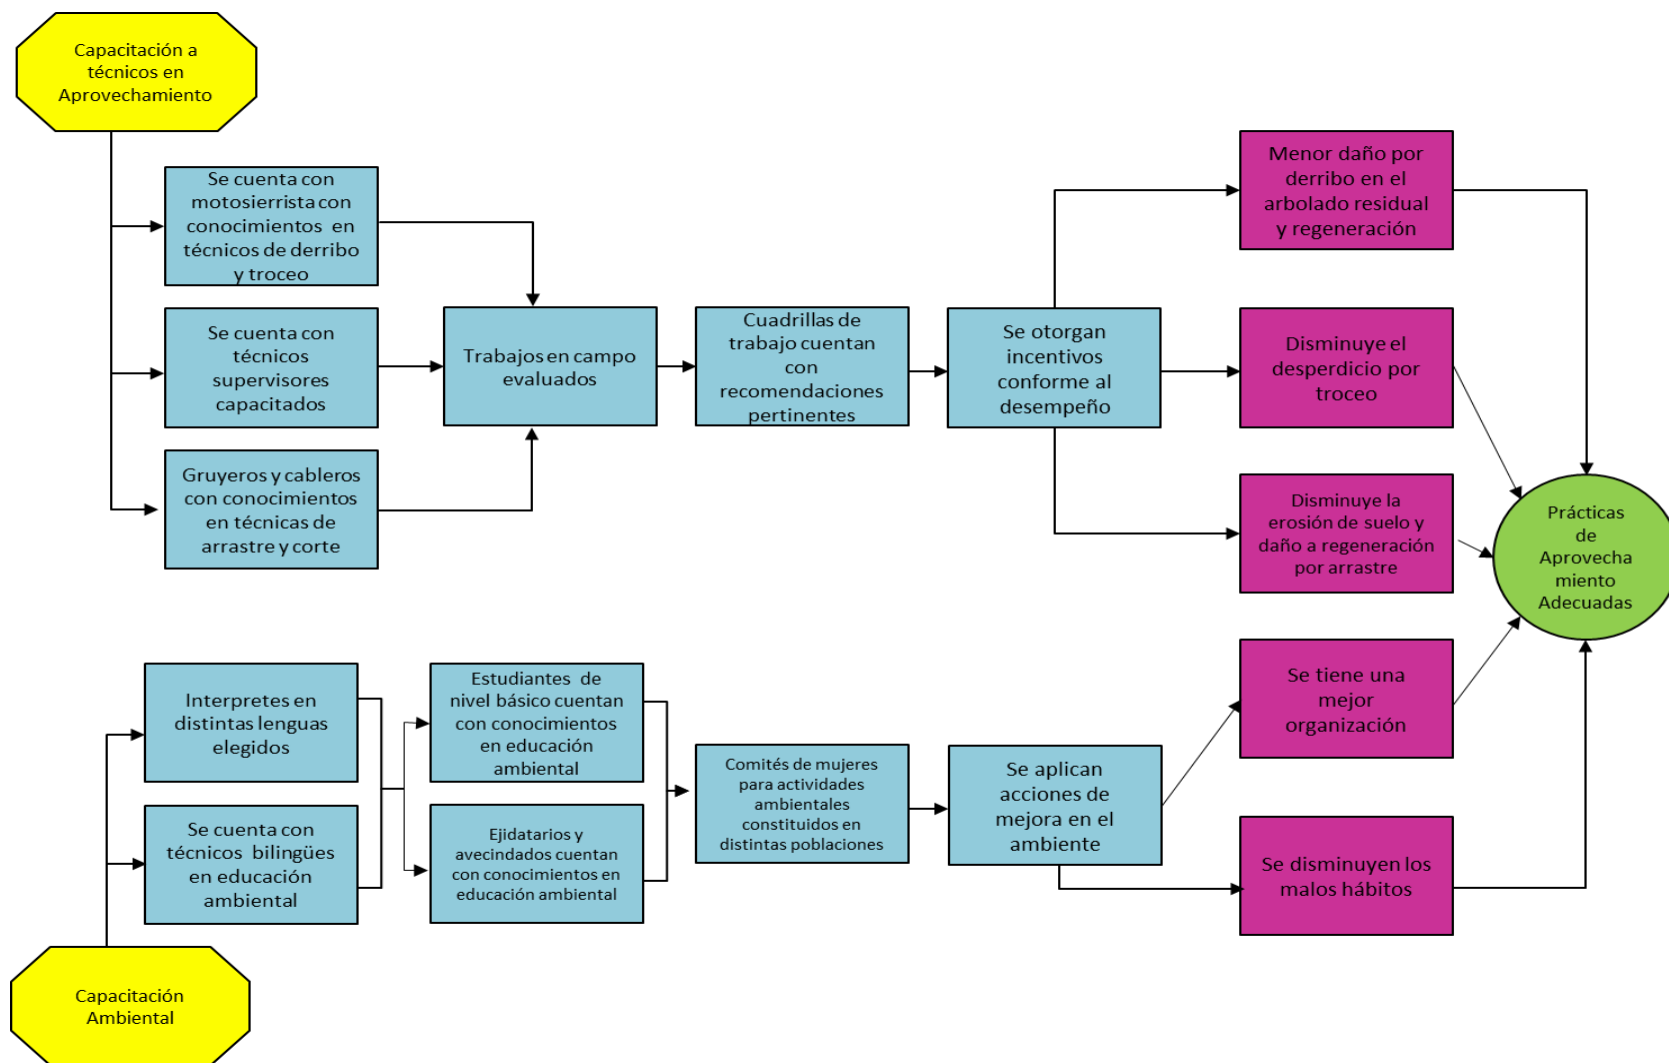 Capacitación a
técnicos en
Aprovechamiento
Se cuenta con
motosierrista con
conocimientos en
técnicos de derribo
y troceo
Se cuenta con
técnicos
supervisores
capacitados
Gruyeros y cableros
con conocimientos
en técnicas de
arrastre y corte
Trabajos en campo
evaluados
Cuadrillas de
trabajo cuentan
con
recomendaciones
pertinentes
Se otorgan
incentivos
conforme al
desempeño
Menor daño por
derribo en el
arbolado residual
y regeneración
Disminuye el
desperdicio por
troceo
Disminuye la
erosión de suelo y
daño a regeneración
por arrastre
Prácticas
de
Aprovecha
miento
Adecuadas
Interpretes en
distintas lenguas
elegidos
Se cuenta con
técnicos bilingües
en educación
ambiental
Estudiantes de
nivel básico cuentan
con conocimientos
en educación
ambiental
Ejidatarios y
avecindados cuentan
con conocimientos en
educación ambiental
Comités de mujeres
para actividades
ambientales
constituidos en
distintas poblaciones
Se aplican
acciones de
mejora en el
ambiente
Se tiene una
mejor
organización
Se disminuyen los
malos hábitos
Capacitación
Ambiental